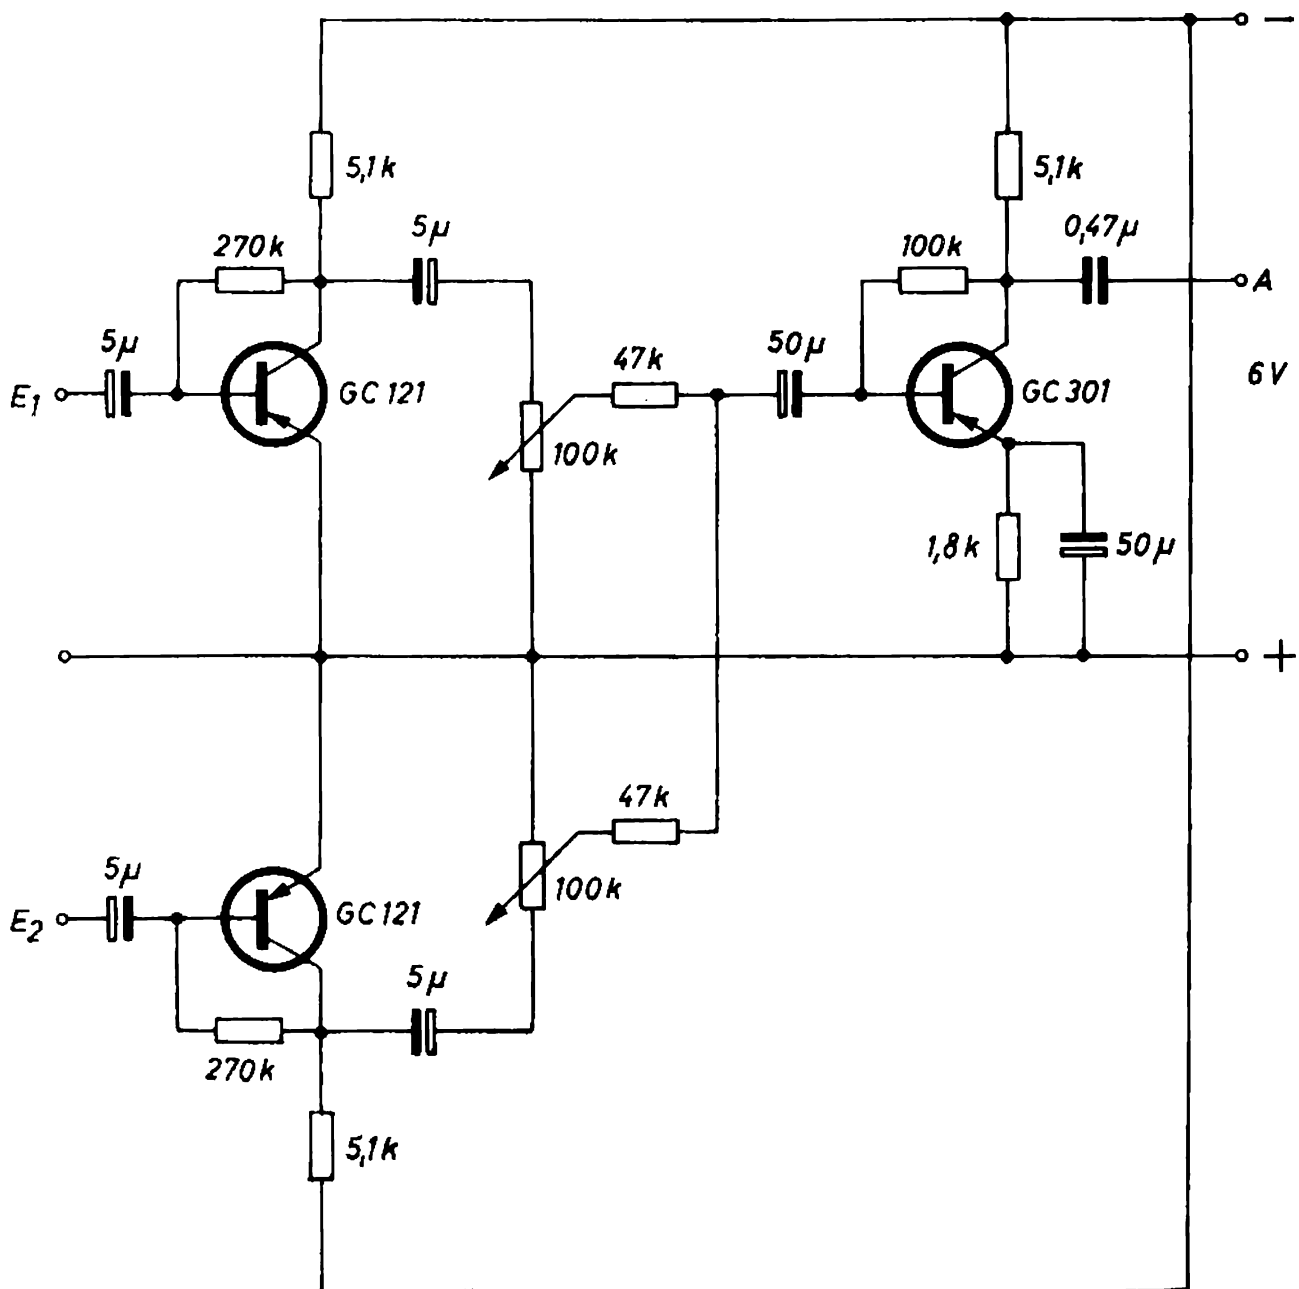 −
5,1k
5,1k
5µ
0,47µ
270k
100k
A
5µ
50µ
47k
6V
E1
GC 121
GC 301
100k
1,8k
50µ
+
47k
5µ
100k
E2
GC 121
5µ
270k
5,1k